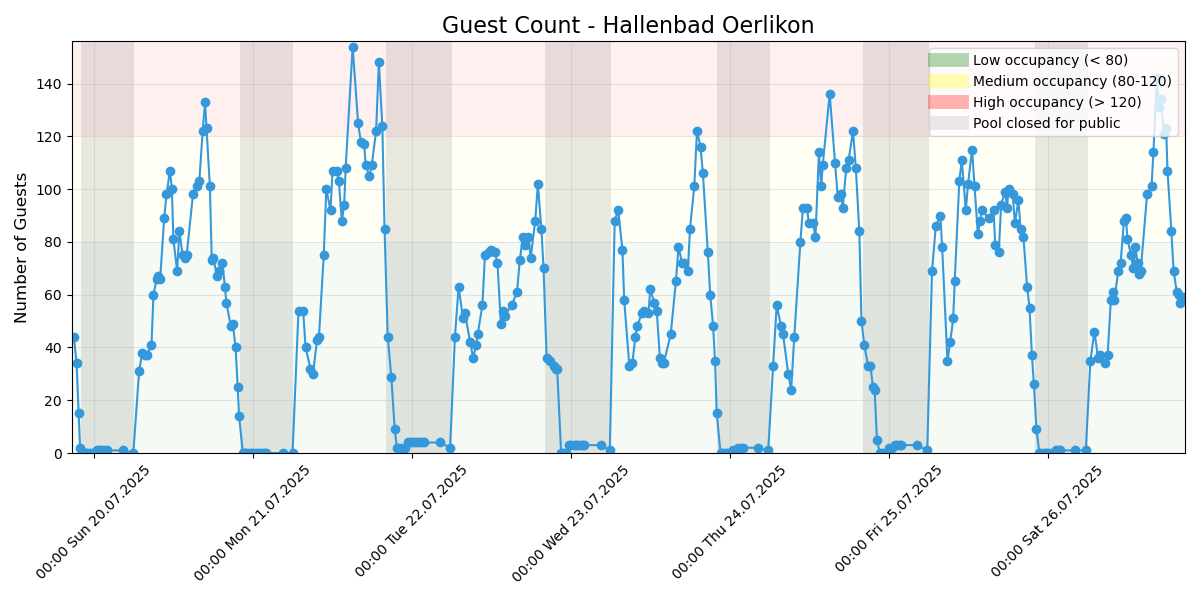 Guest Count - Hallenbad Oerlikon
Low occupancy (< 80)
Medium occupancy (80-120)
High occupancy (> 120)
Pool closed for public
Number of Guests
140
120
100
80
60
40
20
0
00:00 Sun 20.07.2025
00:00 Mon 21.07.2025
00:00 Tue 22.07.2025
00:00 Wed 23.07.2025
00:00 Thu 24.07.2025
00:00 Fri 25.07.2025
00:00 Sat 26.07.2025